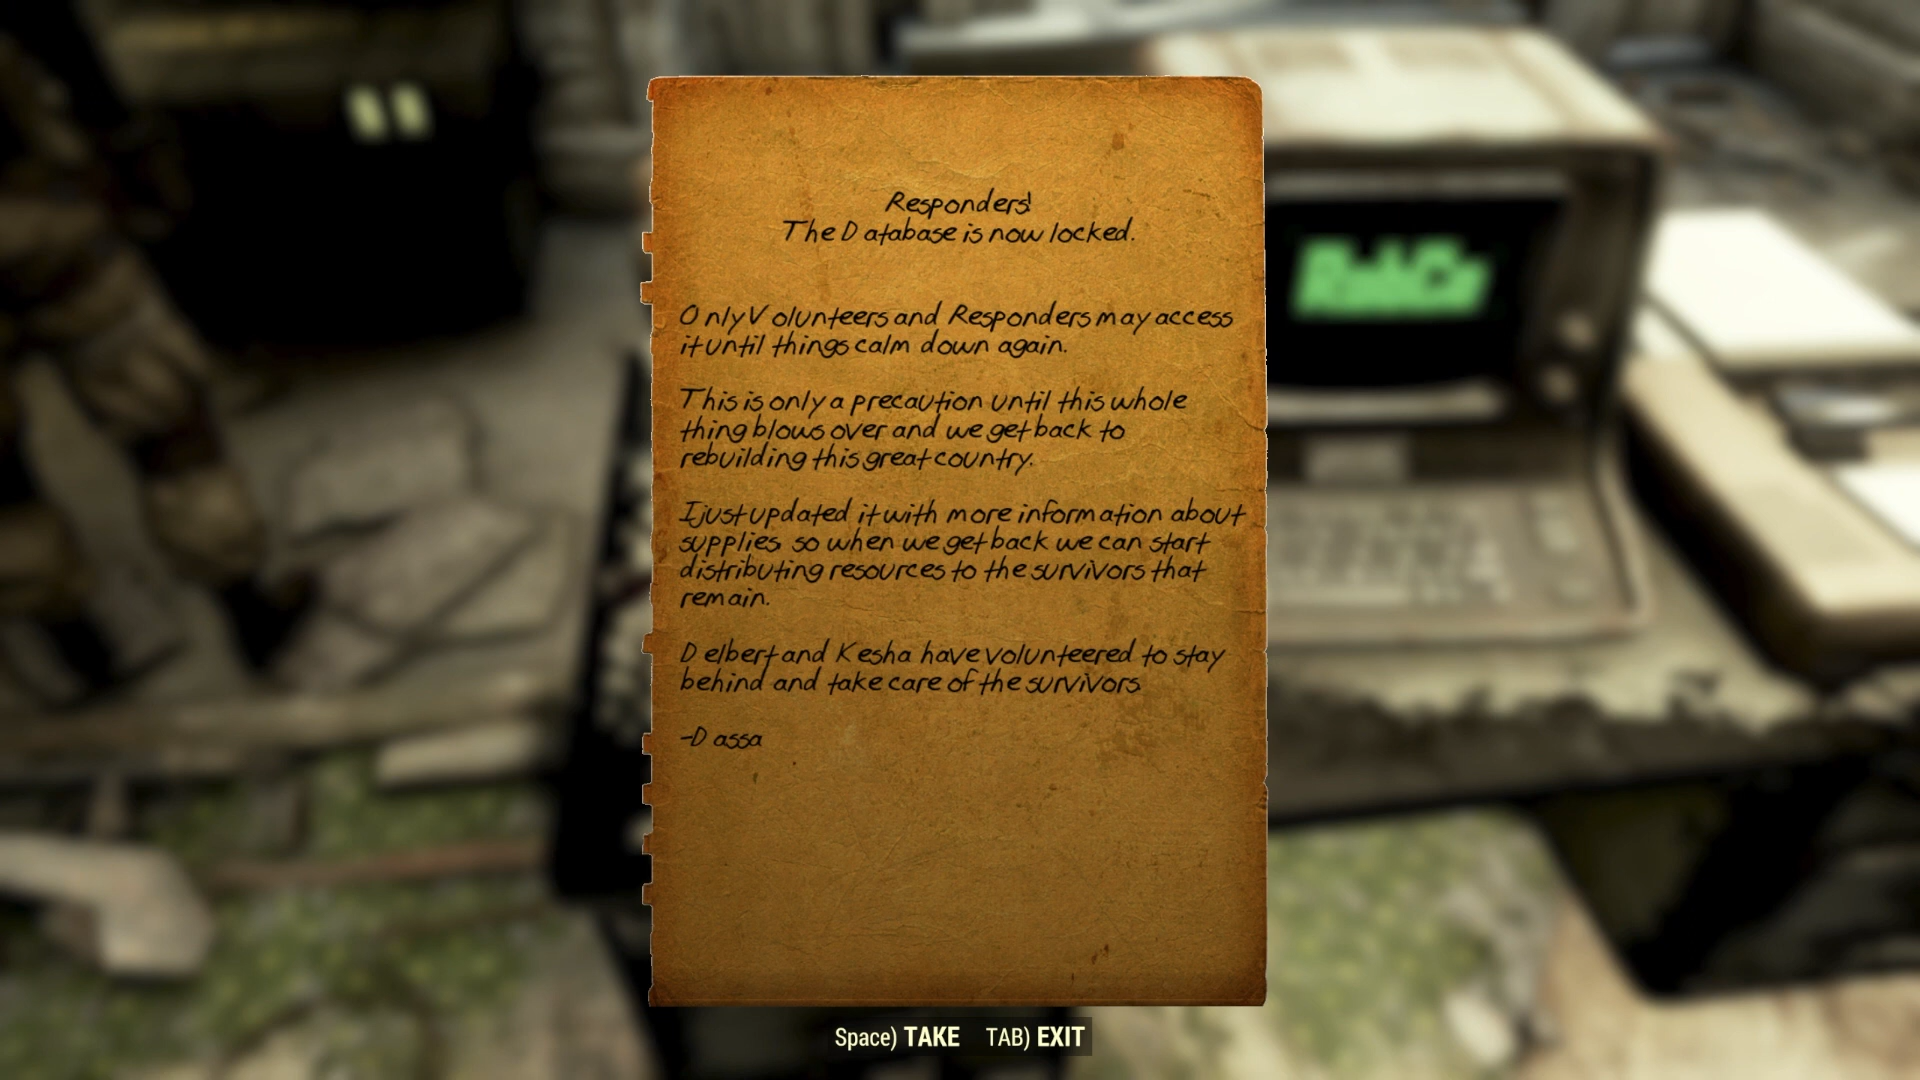 Responders!
The Database is now locked.
Only Volunteers and Responders may access
it until things calm down again.
This is only a precaution until this whole
thing blows over and we get back to
rebuilding this great country.
I just updated it with more information about
supplies, so when we get back we can start
distributing resources to the survivors that
remain.
Delbert and Kesha have volunteered to stay
behind and take care of the survivors.
-Dassa
RobCo
Space) TAKE TAB) EXIT